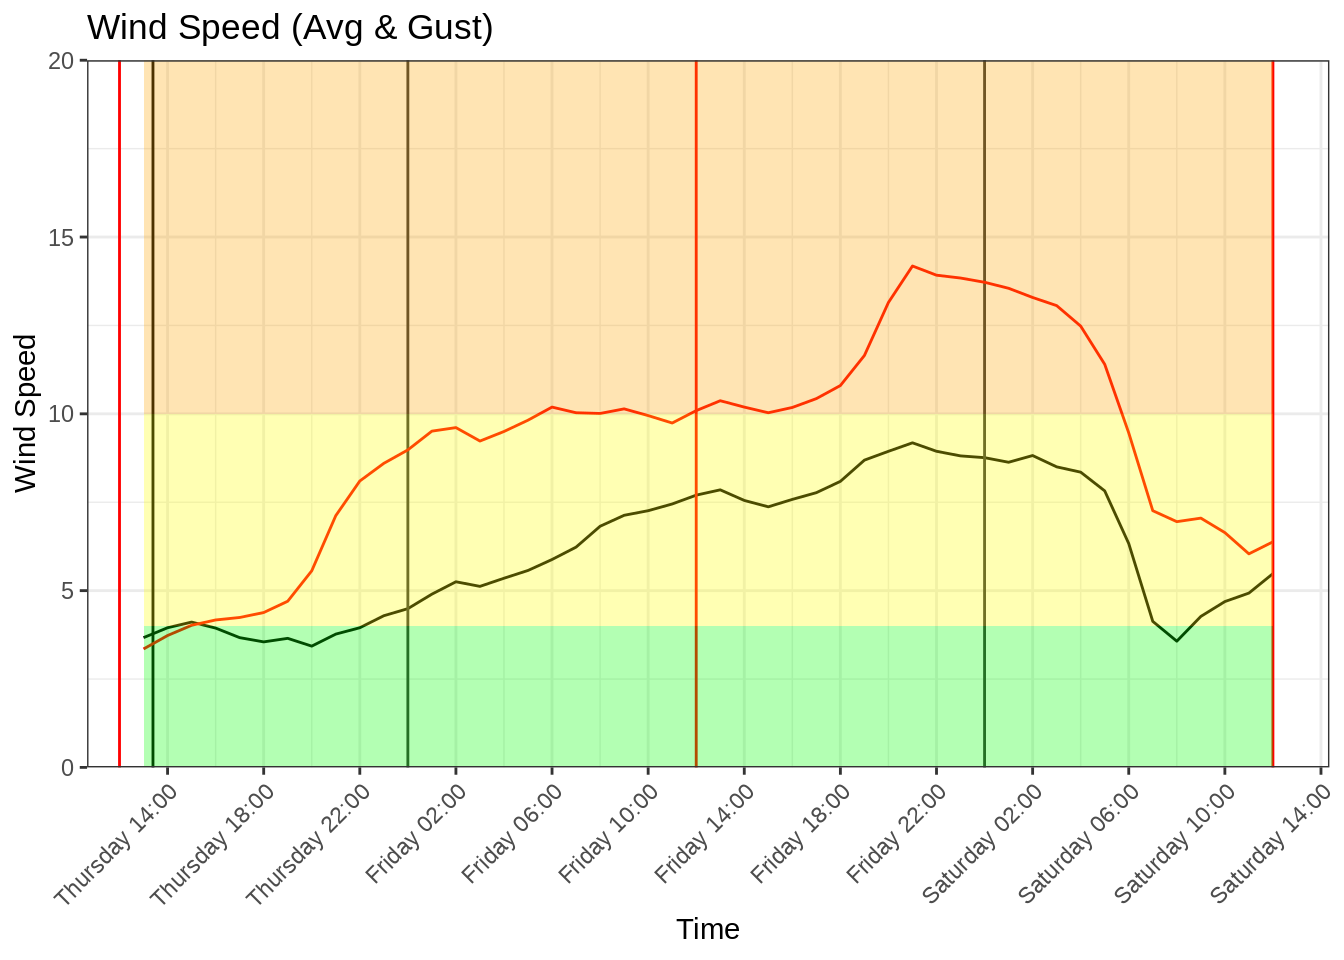 Wind Speed (Avg & Gust)
20
15
10
5
0
Wind Speed
Thursday 14:00
Thursday 18:00
Thursday 22:00
Friday 02:00
Friday 06:00
Friday 10:00
Friday 14:00
Friday 18:00
Friday 22:00
Saturday 02:00
Saturday 06:00
Saturday 10:00
Saturday 14:00
Time